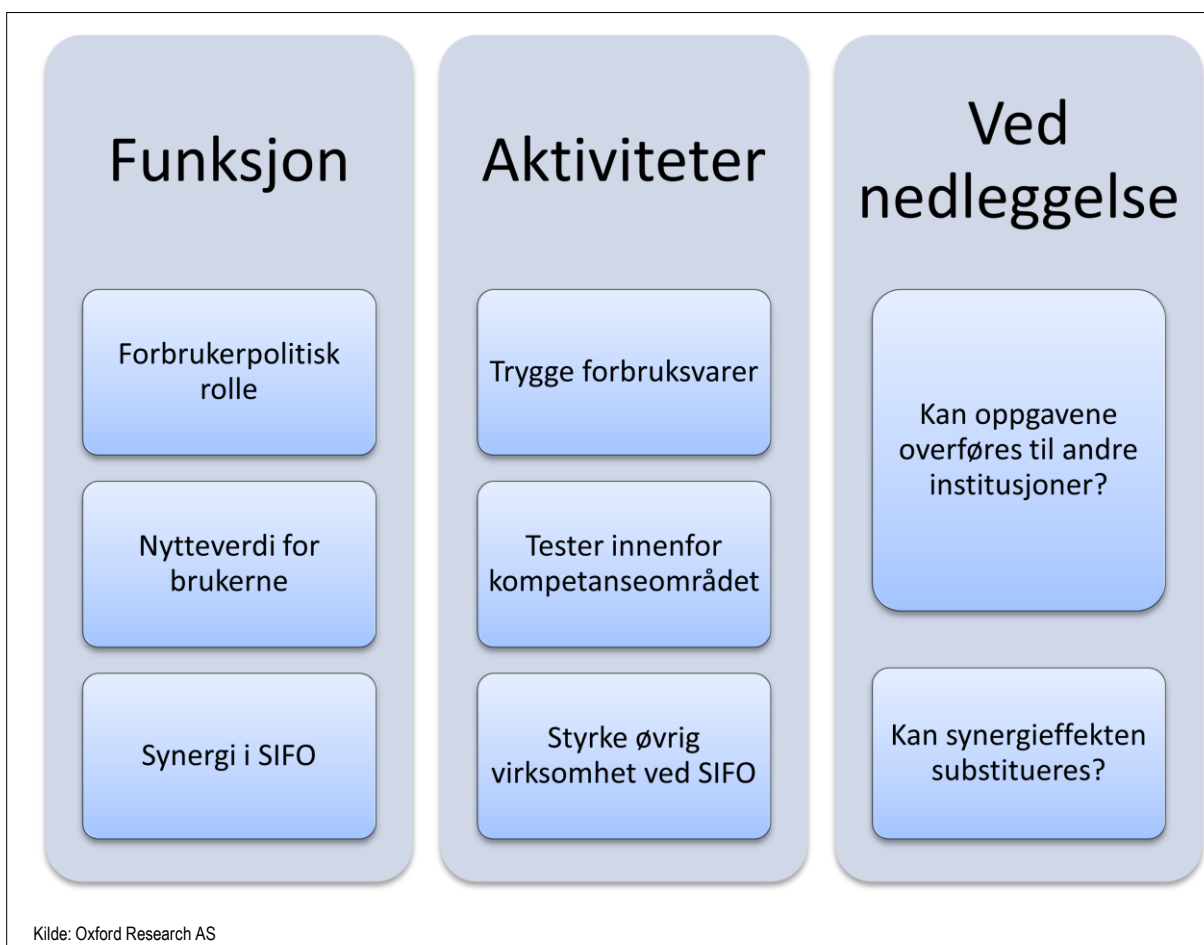 Funksjon
Forbrukerpolitisk
rolle
Nytteverdi for
brukerne
Synergi i SIFO
Aktiviteter
Trygge forbruksvarer
Tester innenfor
kompetanseområdet
Styrke øvrig
virksomhet ved SIFO
Ved
nedleggelse
Kan oppgavene
overføres til andre
institusjoner?
Kan synergieffekten
substitueres?
Kilde: Oxford Research AS